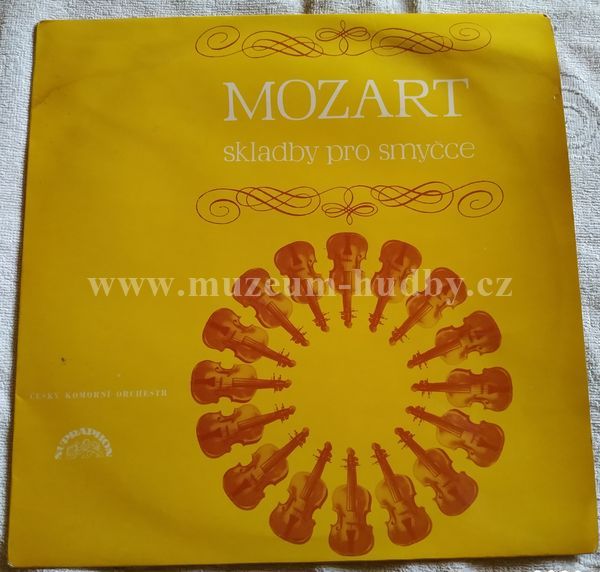 MOZART
skladby pro smyčce
www.muzeum-hudby.cz
ČESKÝ KOMORNÍ ORCHESTR
SUPRAPHON